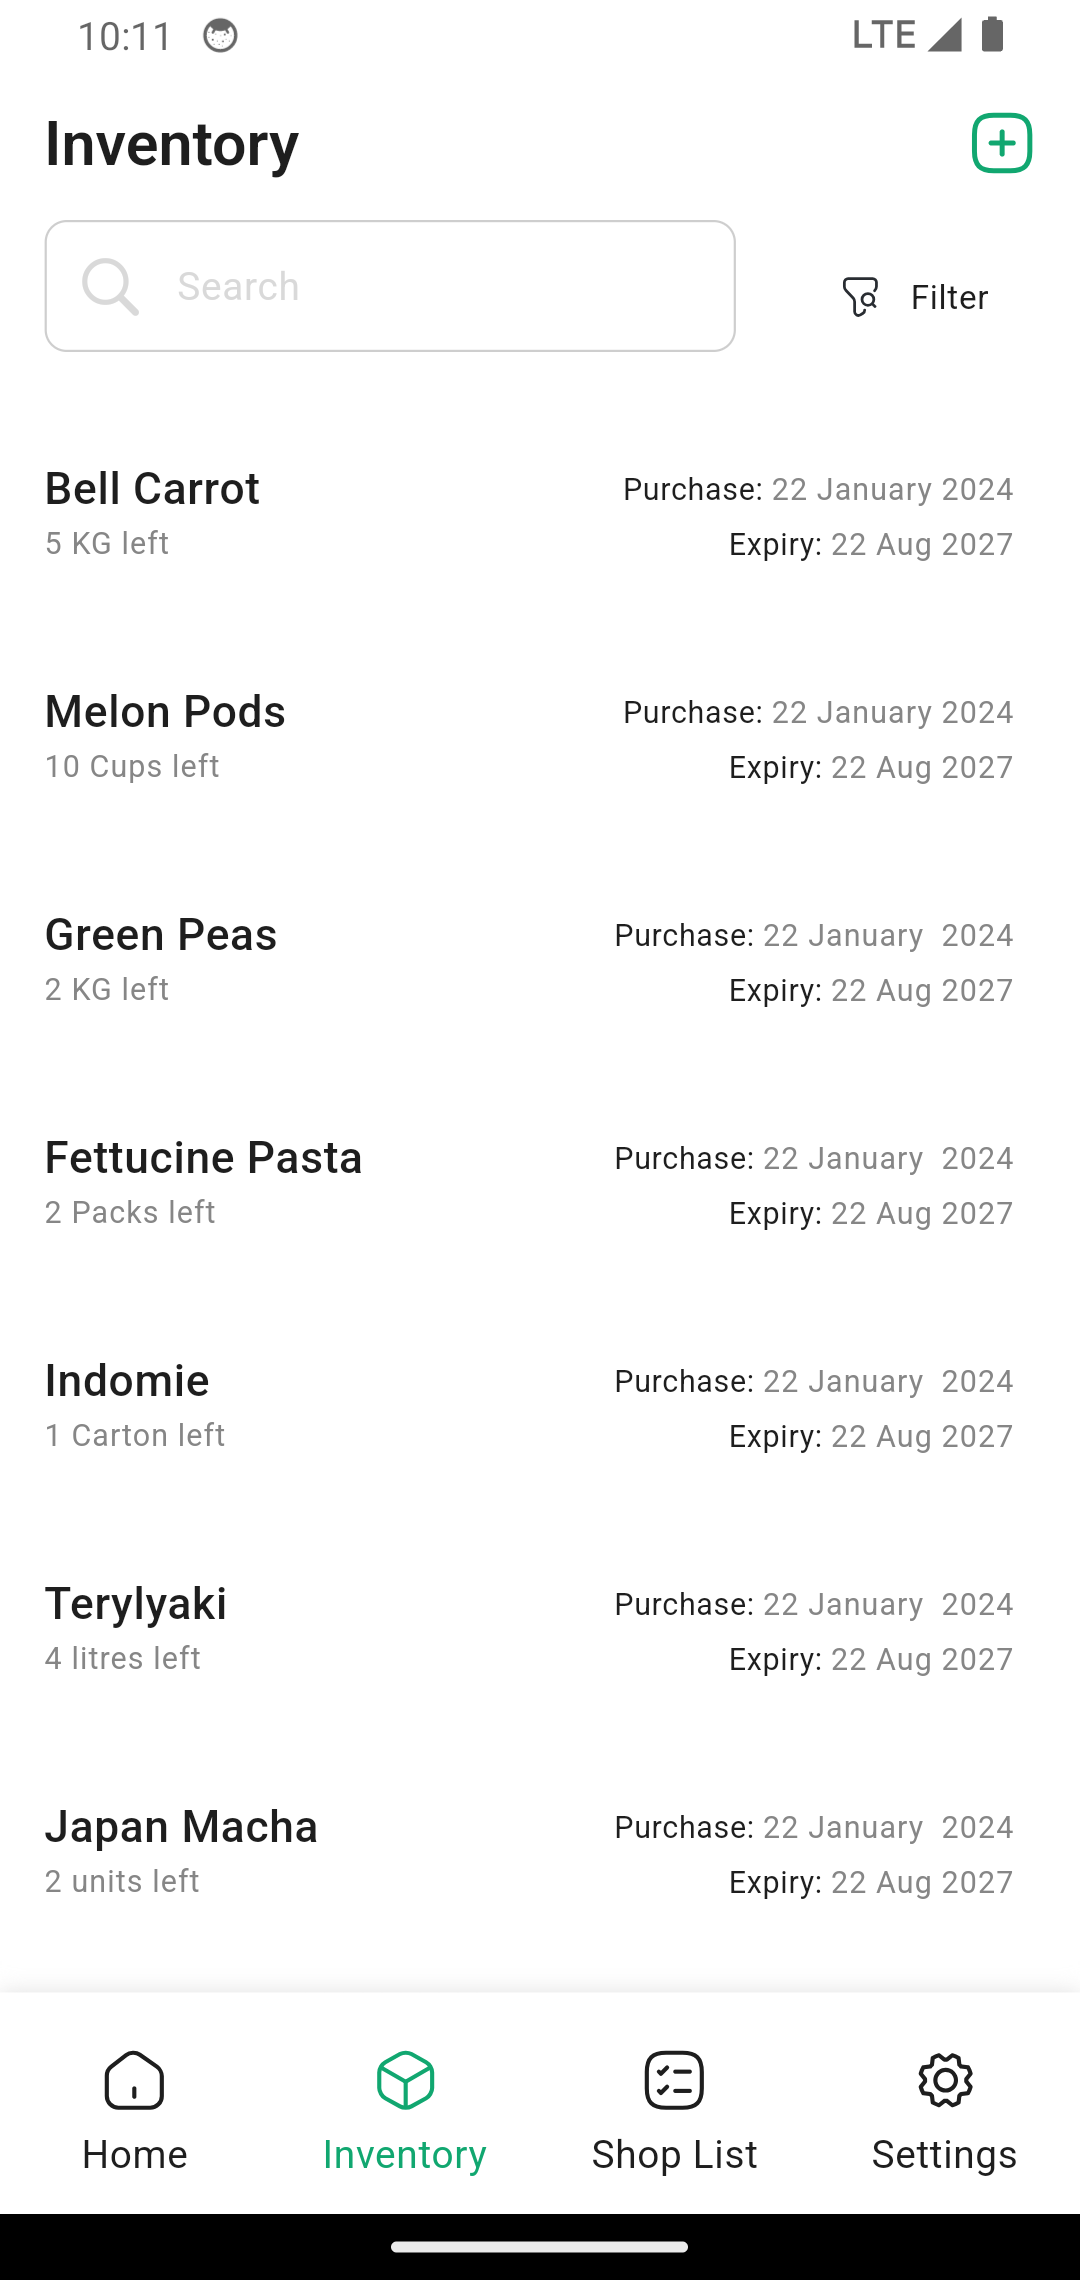 10:11
LTE
Inventory
Search
Filter
Bell Carrot
Purchase: 22 January 2024
5 KG left
Expiry: 22 Aug 2027
Melon Pods
Purchase: 22 January 2024
10 Cups left
Expiry: 22 Aug 2027
Green Peas
Purchase: 22 January  2024
2 KG left
Expiry: 22 Aug 2027
Fettucine Pasta
Purchase: 22 January  2024
2 Packs left
Expiry: 22 Aug 2027
Indomie
Purchase: 22 January  2024
1 Carton left
Expiry: 22 Aug 2027
Terylyaki
Purchase: 22 January  2024
4 litres left
Expiry: 22 Aug 2027
Japan Macha
Purchase: 22 January  2024
2 units left
Expiry: 22 Aug 2027
Home
Inventory
Shop List
Settings